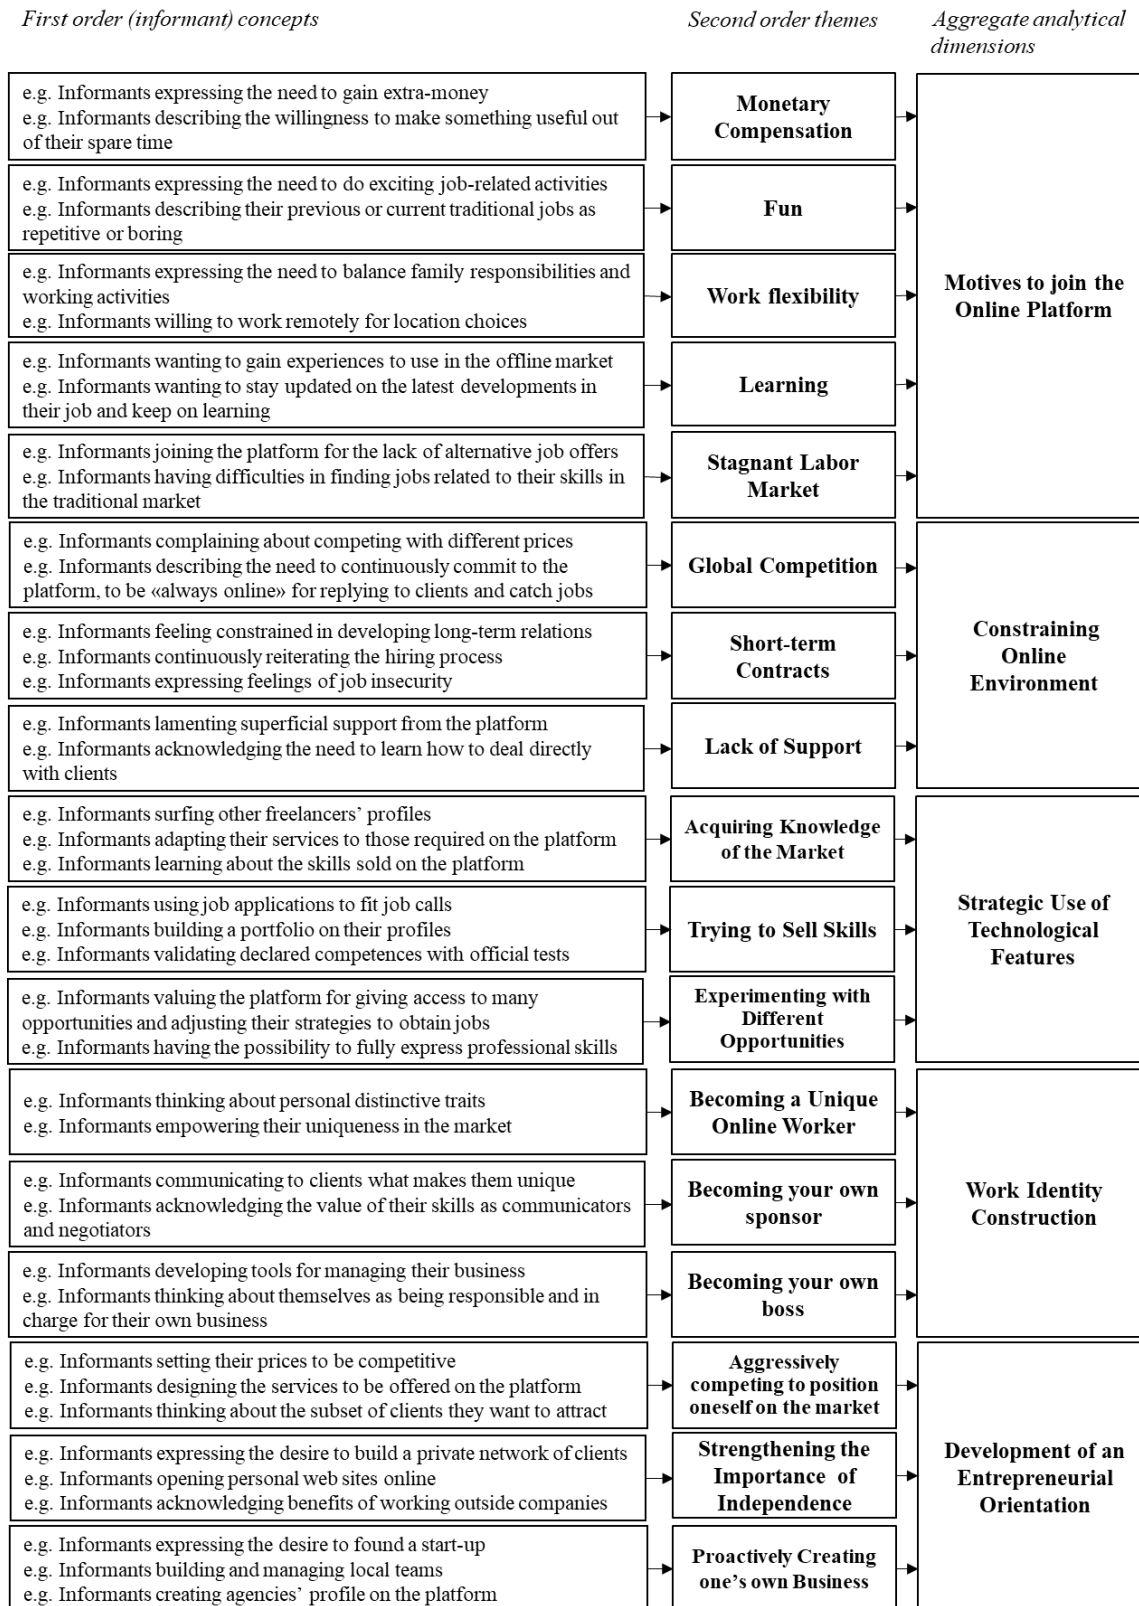 First order (informant) concepts
Second order themes
Aggregate analytical
dimensions
e.g. Informants expressing the need to gain extra-money
e.g. Informants describing the willingness to make something useful out
of their spare time
Monetary
Compensation
e.g. Informants expressing the need to do exciting job-related activities
e.g. Informants describing their previous or current traditional jobs as
repetitive or boring
Fun
e.g. Informants expressing the need to balance family responsibilities and
working activities
e.g. Informants willing to work remotely for location choices
Work flexibility
Motives to join the
Online Platform
e.g. Informants wanting to gain experiences to use in the offline market
e.g. Informants wanting to stay updated on the latest developments in
their job and keep on learning
Learning
e.g. Informants joining the platform for the lack of alternative job offers
e.g. Informants having difficulties in finding jobs related to their skills in
the traditional market
Stagnant Labor
Market
e.g. Informants complaining about competing with different prices
e.g. Informants describing the need to continuously commit to the
platform, to be «always online» for replying to clients and catch jobs
Global Competition
e.g. Informants feeling constrained in developing long-term relations
e.g. Informants continuously reiterating the hiring process
e.g. Informants expressing feelings of job insecurity
Short-term
Contracts
Constraining
Online
Environment
e.g. Informants lamenting superficial support from the platform
e.g. Informants acknowledging the need to learn how to deal directly
with clients
Lack of Support
e.g. Informants surfing other freelancers’ profiles
e.g. Informants adapting their services to those required on the platform
e.g. Informants learning about the skills sold on the platform
Acquiring Knowledge
of the Market
e.g. Informants using job applications to fit job calls
e.g. Informants building a portfolio on their profiles
e.g. Informants validating declared competences with official tests
Trying to Sell Skills
Strategic Use of
Technological
Features
e.g. Informants valuing the platform for giving access to many
opportunities and adjusting their strategies to obtain jobs
e.g. Informants having the possibility to fully express professional skills
Experimenting with
Different
Opportunities
e.g. Informants thinking about personal distinctive traits
e.g. Informants empowering their uniqueness in the market
Becoming a Unique
Online Worker
e.g. Informants communicating to clients what makes them unique
e.g. Informants acknowledging the value of their skills as communicators
and negotiators
Becoming your own
sponsor
Work Identity
Construction
e.g. Informants developing tools for managing their business
e.g. Informants thinking about themselves as being responsible and in
charge for their own business
Becoming your own
boss
e.g. Informants setting their prices to be competitive
e.g. Informants designing the services to be offered on the platform
e.g. Informants thinking about the subset of clients they want to attract
Aggressively
competing to position
oneself on the market
e.g. Informants expressing the desire to build a private network of clients
e.g. Informants opening personal web sites online
e.g. Informants acknowledging benefits of working outside companies
Strengthening the
Importance of
Independence
Development of an
Entrepreneurial
Orientation
e.g. Informants expressing the desire to found a start-up
e.g. Informants building and managing local teams
e.g. Informants creating agencies’ profile on the platform
Proactively Creating
one’s own Business